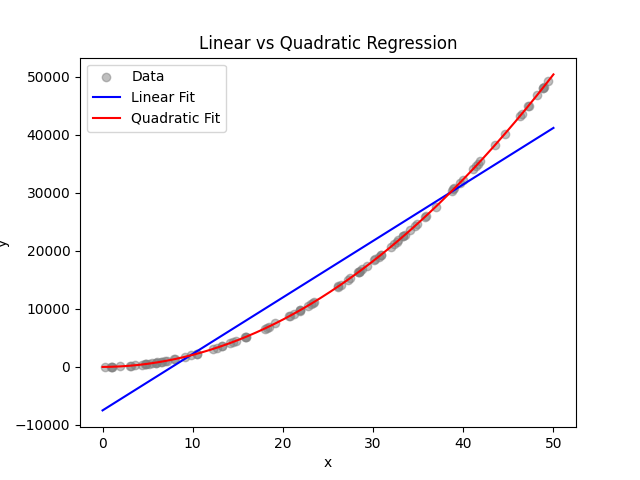 Linear vs Quadratic Regression
Data
Linear Fit
Quadratic Fit
50000
40000
30000
20000
10000
0
−10000
y
0 10 20 30 40 50
x